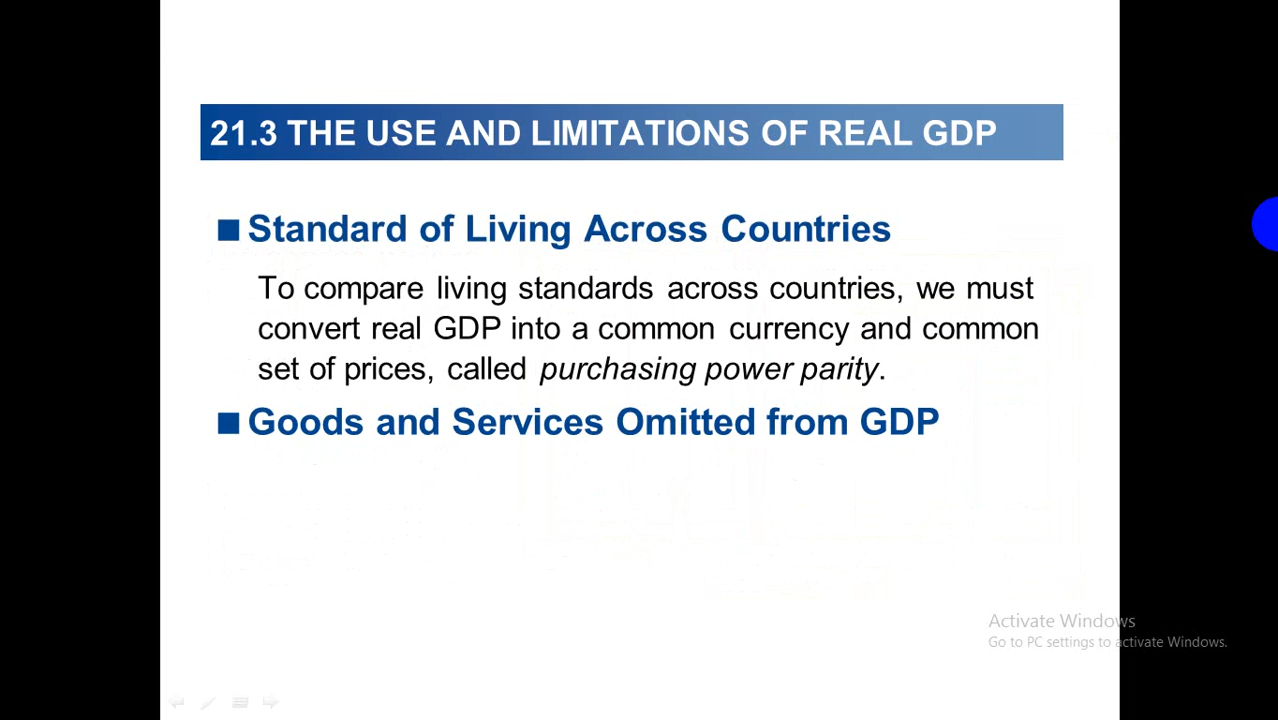 21.3 THE USE AND LIMITATIONS OF REAL GDP
Standard of Living Across Countries
To compare living standards across countries, we must
convert real GDP into a common currency and common
set of prices, called purchasing power parity.
Goods and Services Omitted from GDP
Activate Windows
Go to PC settings to activate Windows.